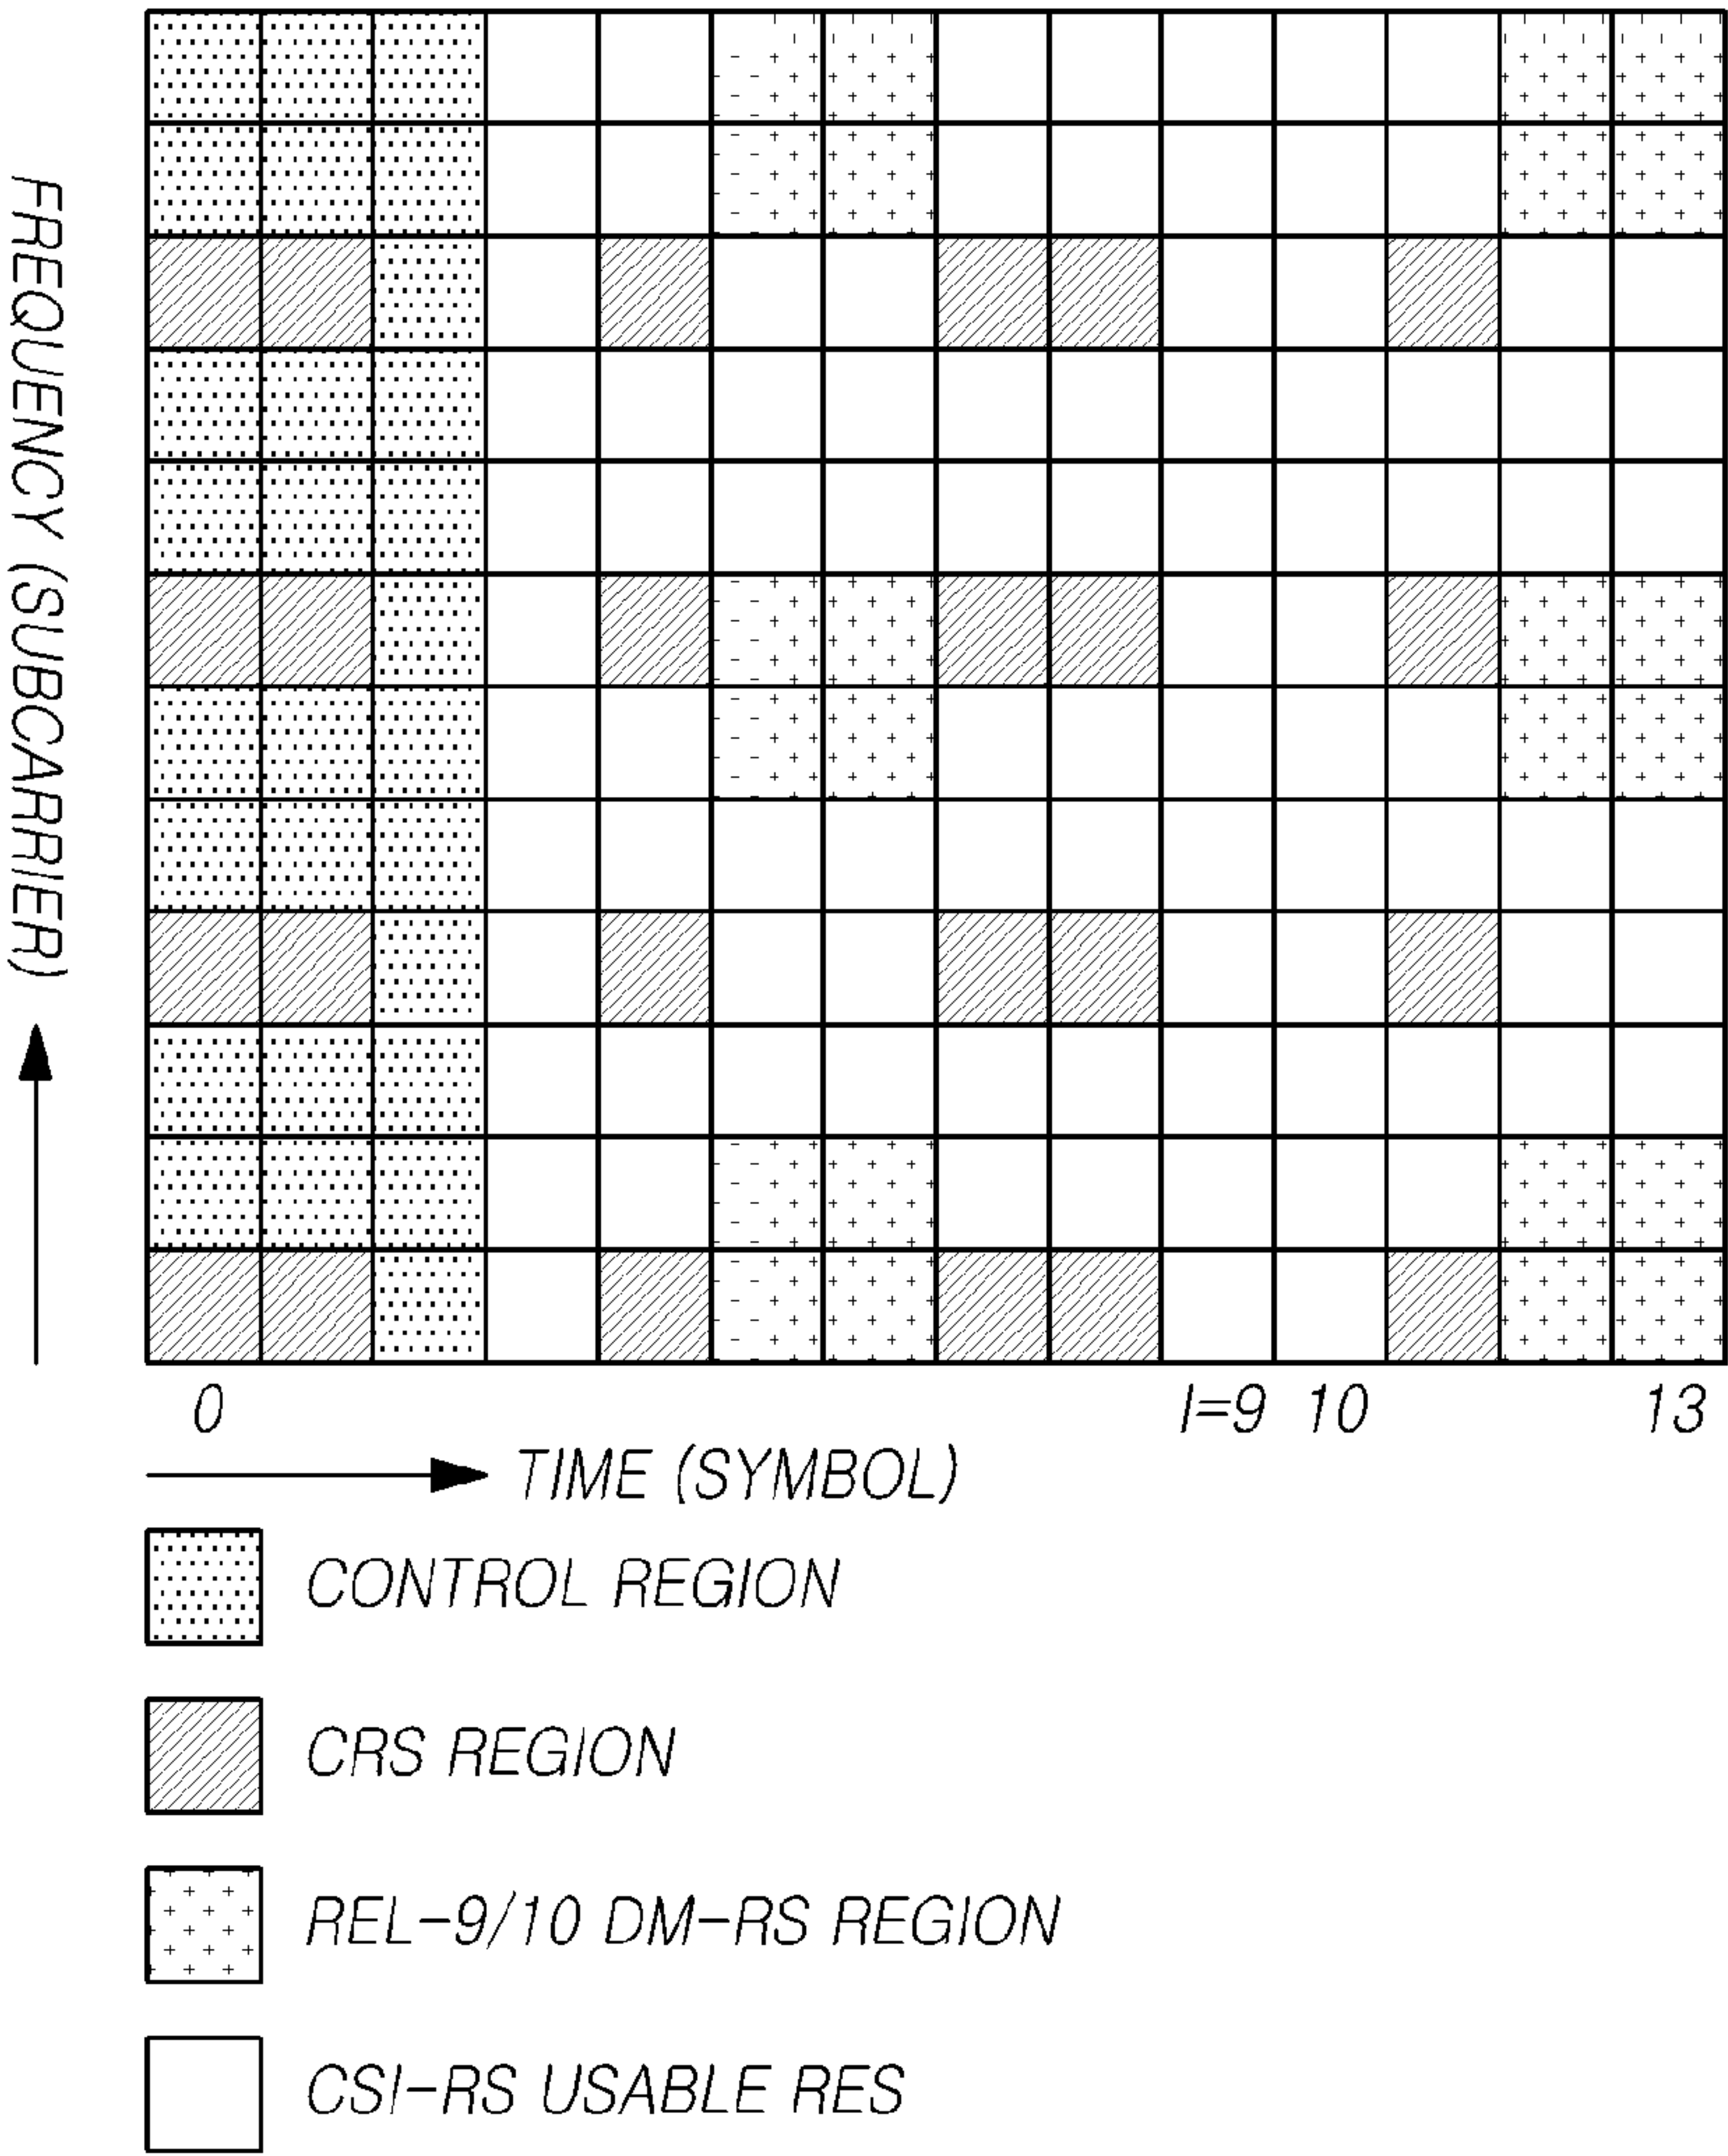 FREQUENCY (SUBCARRIER)
0 l=9 10 13
TIME (SYMBOL)
CONTROL REGION
CRS REGION
REL-9/10 DM-RS REGION
CSI-RS USABLE RES